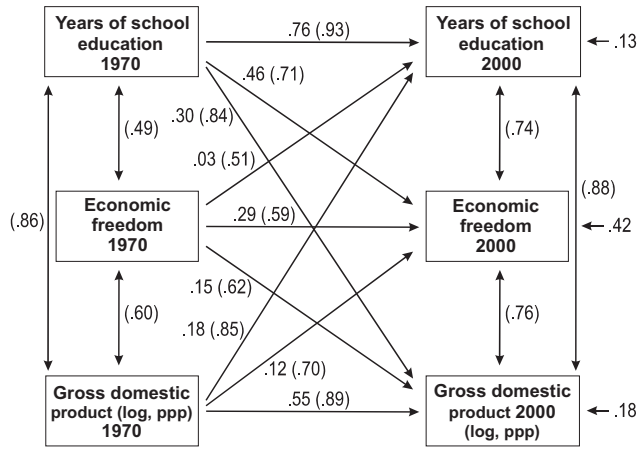 Years of school
education
1970
.76 (.93)
Years of school
education
2000
.13
.46 (.71)
.30 (.84)
(.49)
(.74)
.03 (.51)
(.86)
Economic
freedom
1970
.29 (.59)
Economic
freedom
2000
(.88)
.42
.15 (.62)
(.60)
.18 (.85)
(.76)
.12 (.70)
Gross domestic
product (log, ppp)
1970
.55 (.89)
Gross domestic
product 2000
(log, ppp)
.18